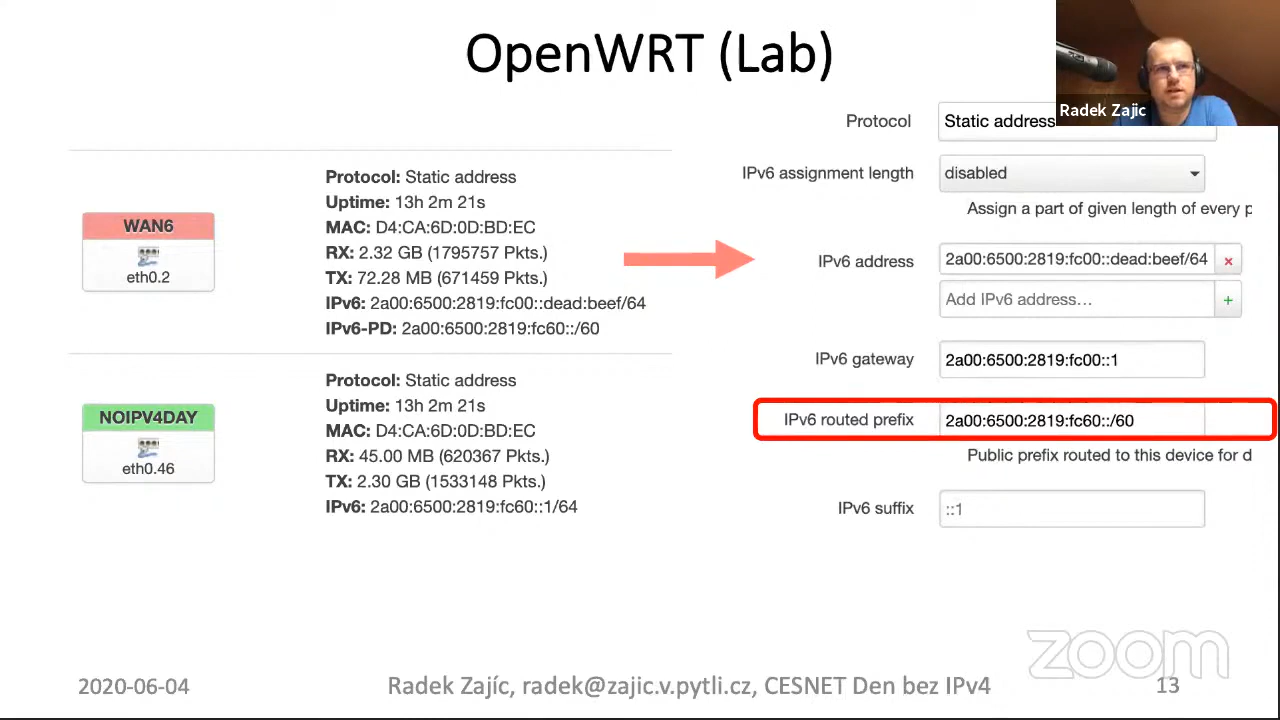 OpenWRT (Lab)
Radek Zajic
WAN6
eth0.2
Protocol: Static address
Uptime: 13h 2m 21s
MAC: D4:CA:6D:0D:BD:EC
RX: 2.32 GB (1795757 Pkts.)
TX: 72.28 MB (671459 Pkts.)
IPv6: 2a00:6500:2819:fc00::dead:beef/64
IPv6-PD: 2a00:6500:2819:fc60::/60
NOIPV4DAY
eth0.46
Protocol: Static address
Uptime: 13h 2m 21s
MAC: D4:CA:6D:0D:BD:EC
RX: 45.00 MB (620367 Pkts.)
TX: 2.30 GB (1533148 Pkts.)
IPv6: 2a00:6500:2819:fc60::1/64
Protocol Static address
IPv6 assignment length disabled
Assign a part of given length of every p
IPv6 address 2a00:6500:2819:fc00::dead:beef/64 ×
Add IPv6 address… +
IPv6 gateway 2a00:6500:2819:fc00::1
IPv6 routed prefix 2a00:6500:2819:fc60::/60
Public prefix routed to this device for d
IPv6 suffix ::1
zoom
2020-06-04 Radek Zajíc, radek@zajic.v.pytli.cz, CESNET Den bez IPv4 13